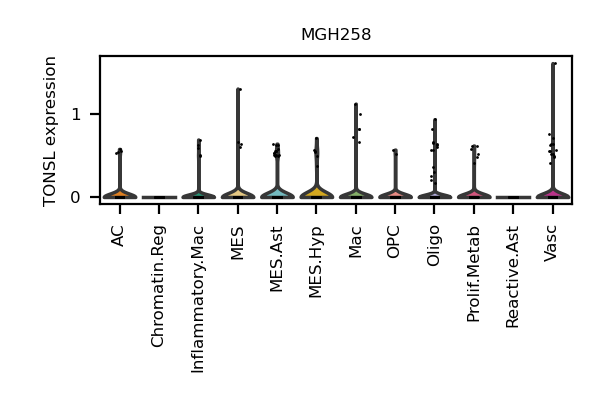 MGH258
TONSL expression
1
0
AC
Chromatin.Reg
Inflammatory.Mac
MES
MES.Ast
MES.Hyp
Mac
OPC
Oligo
Prolif.Metab
Reactive.Ast
Vasc